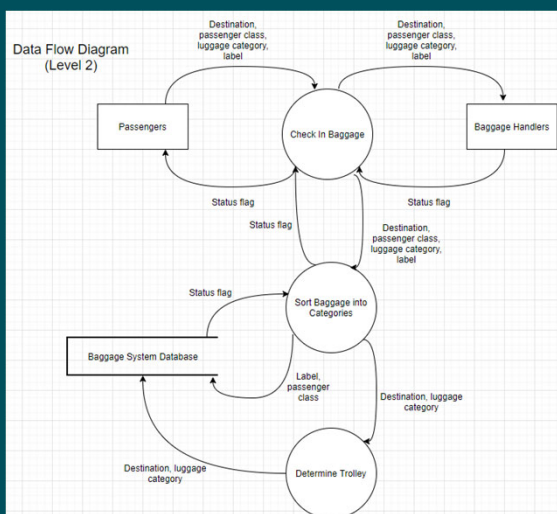 Data Flow Diagram
(Level 2)
Destination,
passenger class,
luggage category,
label
Destination,
passenger class,
luggage category,
label
Passengers
Check In Baggage
Baggage Handlers
Status flag
Status flag
Status flag
Destination,
passenger class,
luggage category,
label
Sort Baggage into
Categories
Status flag
Baggage System Database
Label,
passenger
class
Destination, luggage
category
Destination, luggage
category
Determine Trolley